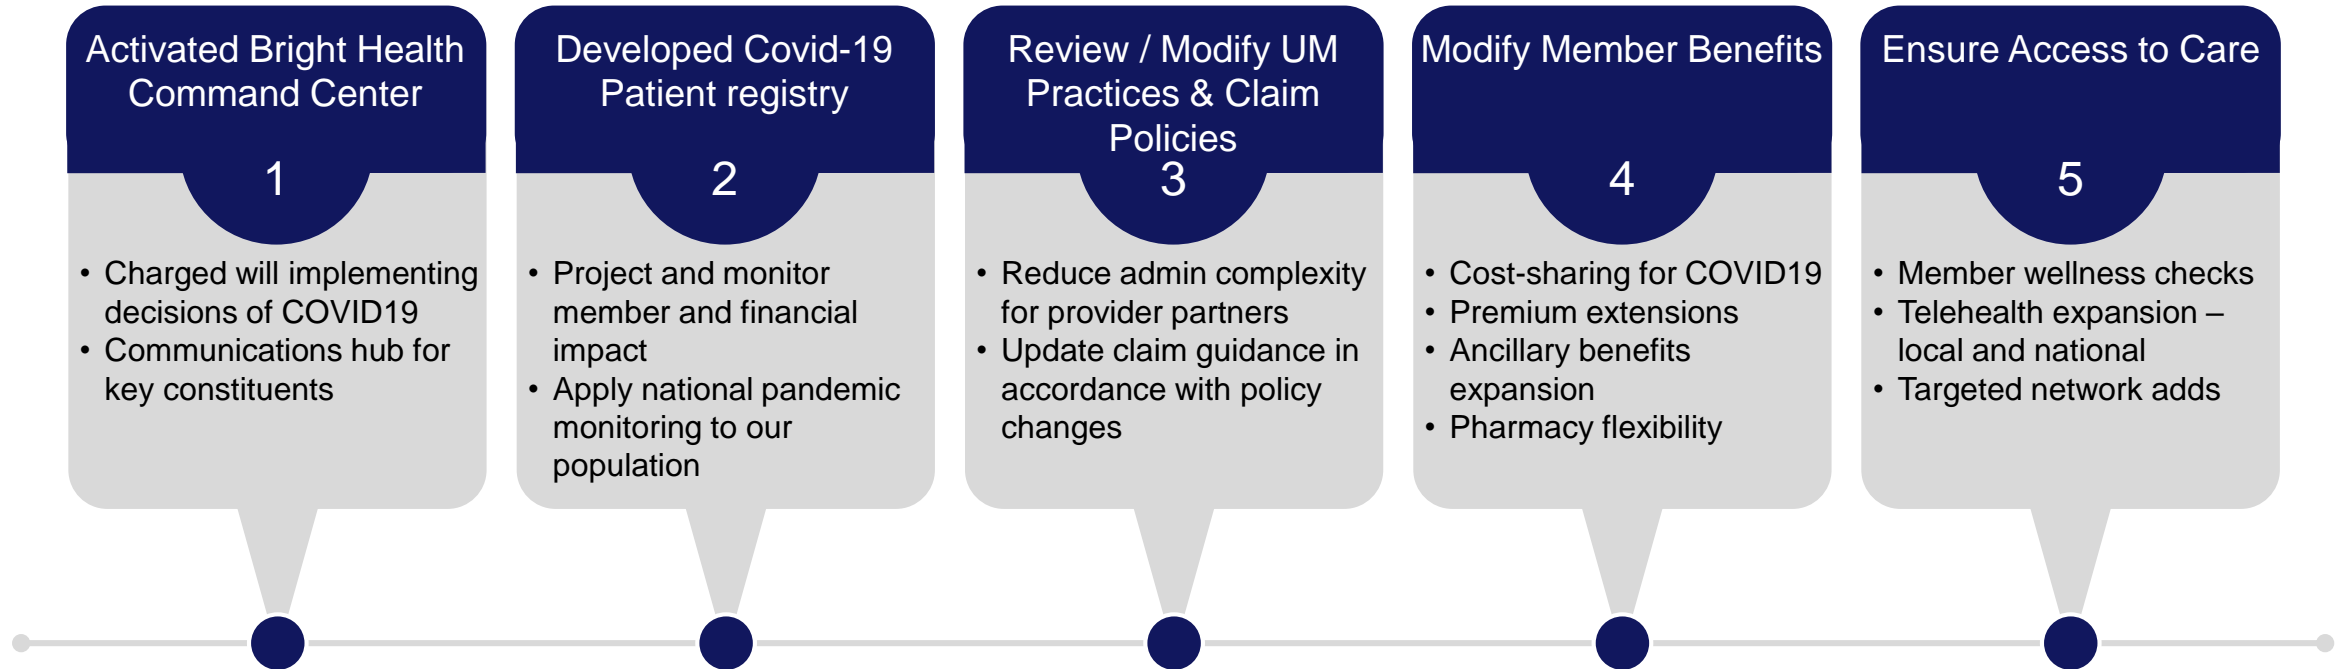 Activated Bright Health
Command Center
1
• Charged will implementing
decisions of COVID19
• Communications hub for
key constituents
Developed Covid-19
Patient registry
2
• Project and monitor
member and financial
impact
• Apply national pandemic
monitoring to our
population
Review / Modify UM
Practices & Claim
Policies
3
• Reduce admin complexity
for provider partners
• Update claim guidance in
accordance with policy
changes
Modify Member Benefits
4
• Cost-sharing for COVID19
• Premium extensions
• Ancillary benefits
expansion
• Pharmacy flexibility
Ensure Access to Care
5
• Member wellness checks
• Telehealth expansion –
local and national
• Targeted network adds